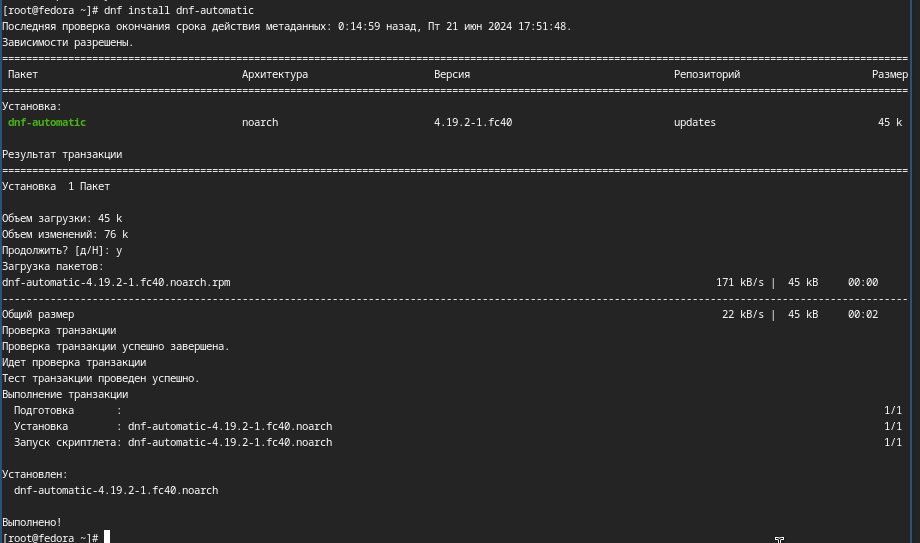 [root@fedora ~]# dnf install dnf-automatic
Последняя проверка окончания срока действия метаданных: 0:14:59 назад, Пт 21 июн 2024 17:51:48.
Зависимости разрешены.
Пакет Архитектура Версия Репозиторий Размер
Установка:
dnf-automatic noarch 4.19.2-1.fc40 updates 45 k
Результат транзакции
Установка 1 Пакет
Объем загрузки: 45 k
Объем изменений: 76 k
Продолжить? [д/Н]: y
Загрузка пакетов:
dnf-automatic-4.19.2-1.fc40.noarch.rpm 171 kB/s | 45 kB 00:00
Общий размер 22 kB/s | 45 kB 00:02
Проверка транзакции
Проверка транзакции успешно завершена.
Идет проверка транзакции
Тест транзакции проведен успешно.
Выполнение транзакции
Подготовка : 1/1
Установка : dnf-automatic-4.19.2-1.fc40.noarch 1/1
Запуск скриптлета: dnf-automatic-4.19.2-1.fc40.noarch 1/1
Установлен:
dnf-automatic-4.19.2-1.fc40.noarch
Выполнено!
[root@fedora ~]#